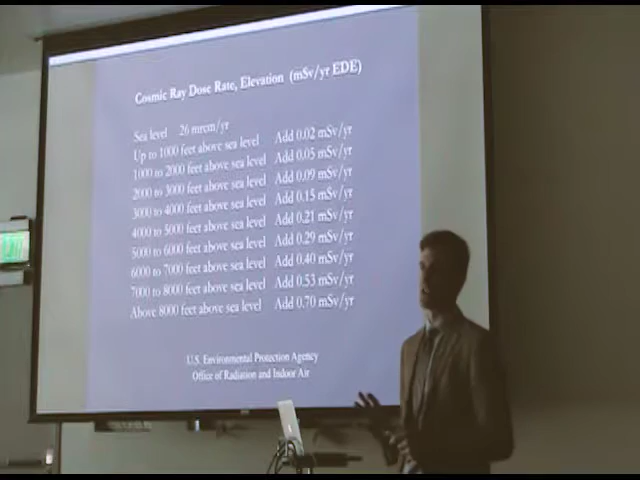 Cosmic Ray Dose Rate, Elevation (mSv/yr EDE)
Sea level 26 mrem/yr
Up to 1000 feet above sea level Add 0.02 mSv/yr
1000 to 2000 feet above sea level Add 0.05 mSv/yr
2000 to 3000 feet above sea level Add 0.09 mSv/yr
3000 to 4000 feet above sea level Add 0.15 mSv/yr
4000 to 5000 feet above sea level Add 0.21 mSv/yr
5000 to 6000 feet above sea level Add 0.29 mSv/yr
6000 to 7000 feet above sea level Add 0.40 mSv/yr
7000 to 8000 feet above sea level Add 0.53 mSv/yr
Above 8000 feet above sea level Add 0.70 mSv/yr
U.S. Environmental Protection Agency
Office of Radiation and Indoor Air